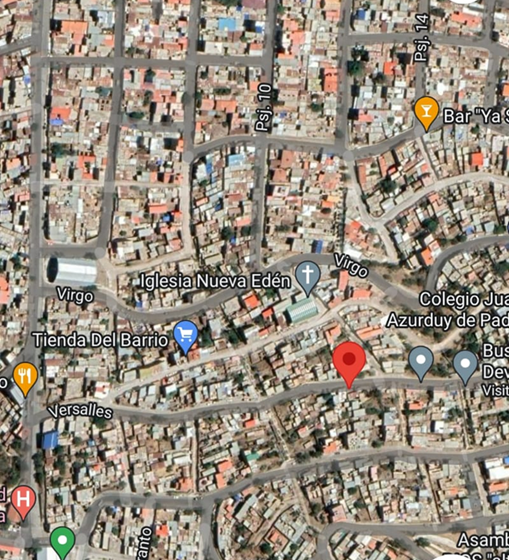 Psj. 14
Psj. 10
Bar "Ya S
Virgo
Iglesia Nueva Edén
Virgo
Colegio Jua
Azurduy de Pad
Tienda Del Barrio
Bus
Dev
Visit
o
Versalles
H
anto
Asamb